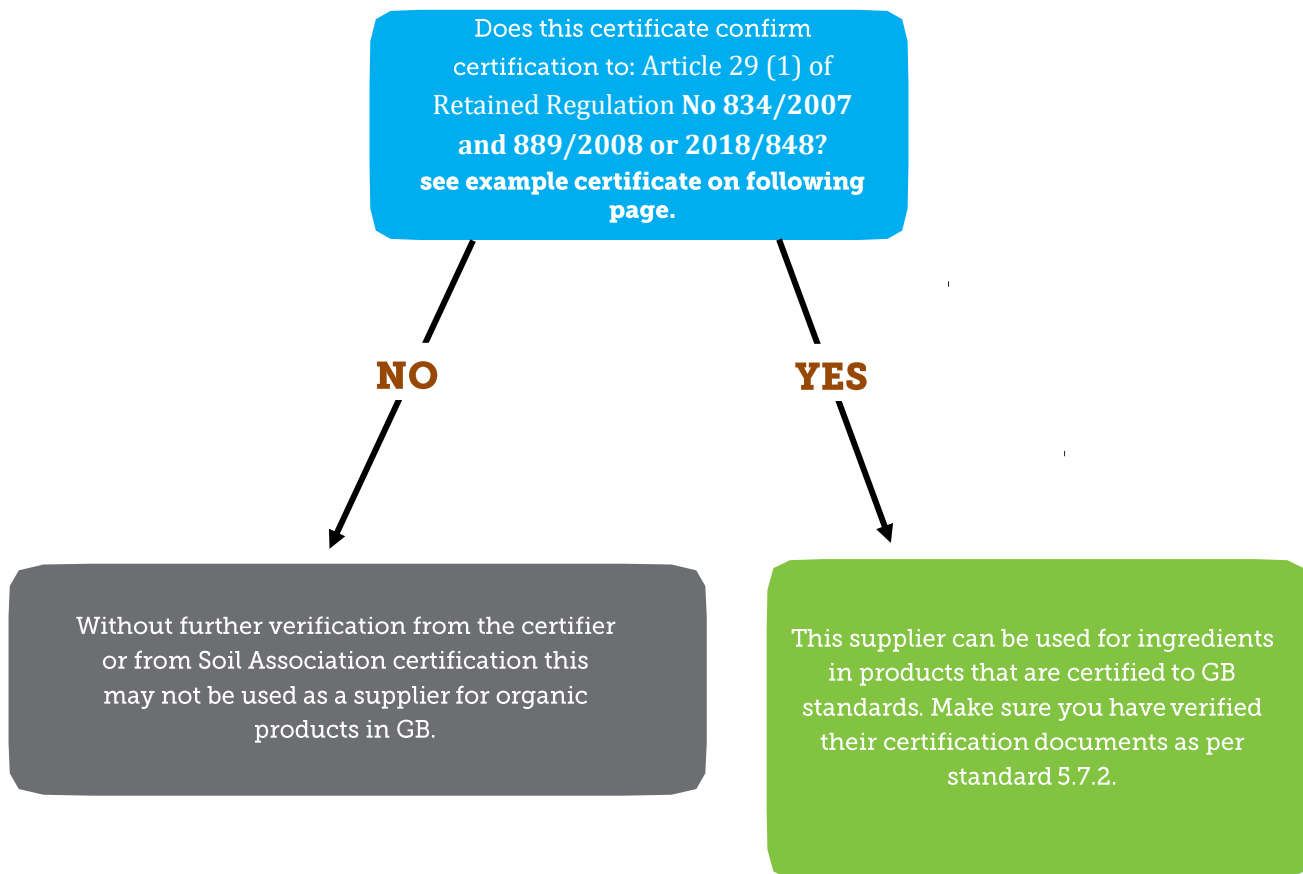 Does this certificate confirm
certification to: Article 29 (1) of
Retained Regulation No 834/2007
and 889/2008 or 2018/848?
see example certificate on following
page.
NO
YES
Without further verification from the certifier
or from Soil Association certification this
may not be used as a supplier for organic
products in GB.
This supplier can be used for ingredients
in products that are certified to GB
standards. Make sure you have verified
their certification documents as per
standard 5.7.2.